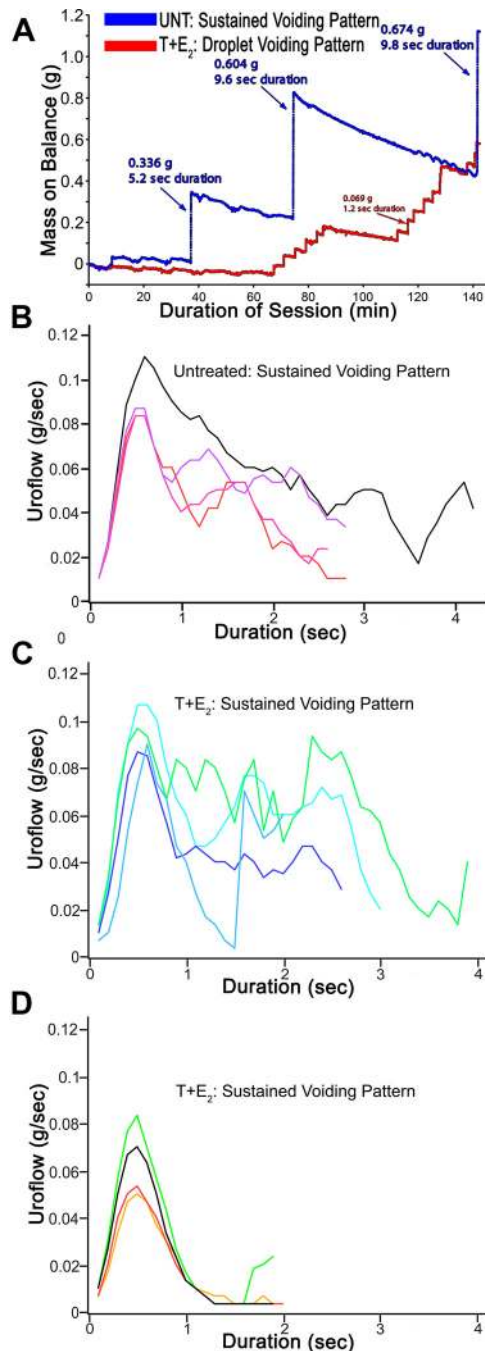 A
UNT: Sustained Voiding Pattern
T+E₂: Droplet Voiding Pattern
0.674 g
9.8 sec duration
0.604 g
9.6 sec duration
0.336 g
5.2 sec duration
0.069 g
1.2 sec duration
Mass on Balance (g)
1.2
1.0
0.8
0.6
0.4
0.2
0
0 20 40 60 80 100 120 140
Duration of Session (min)
B
Untreated: Sustained Voiding Pattern
Uroflow (g/sec)
0.12
0.1
0.08
0.06
0.04
0.02
0
0 1 2 3 4
Duration (sec)
0
C
T+E₂: Sustained Voiding Pattern
Uroflow (g/sec)
0.12
0.1
0.08
0.06
0.04
0.02
0
0 1 2 3 4
Duration (sec)
D
T+E₂: Sustained Voiding Pattern
Uroflow (g/sec)
0.12
0.1
0.08
0.06
0.04
0.02
0
0 1 2 3 4
Duration (sec)